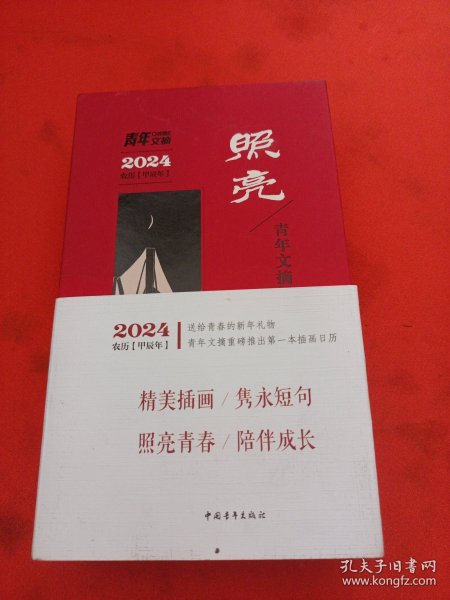 青年文摘
2024
农历【甲辰年】
照亮
青年文摘
2024
农历【甲辰年】
送给青春的新年礼物
青年文摘重磅推出第一本插画日历
精美插画 / 隽永短句
照亮青春 / 陪伴成长
中国青年出版社
孔夫子旧书网
www.kongfz.com